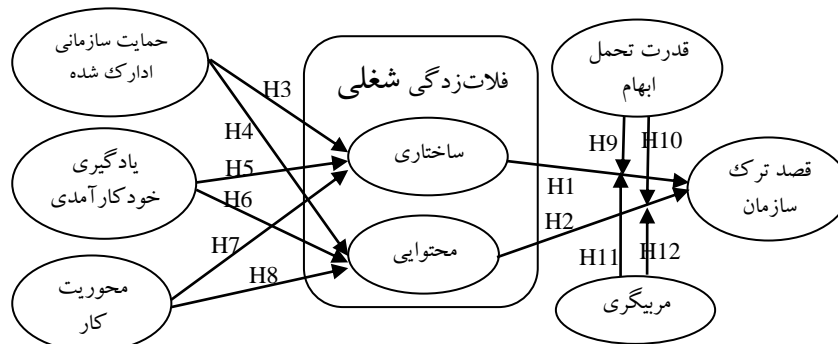 حمایت سازمانی
ادارک شده
یادگیری
خودکارآمدی
محوریت
کار
فلات‌زدگی شغلی
ساختاری
محتوایی
قدرت تحمل
ابهام
قصد ترک
سازمان
مربیگری
H3
H4
H5
H6
H7
H8
H9
H10
H1
H2
H11
H12